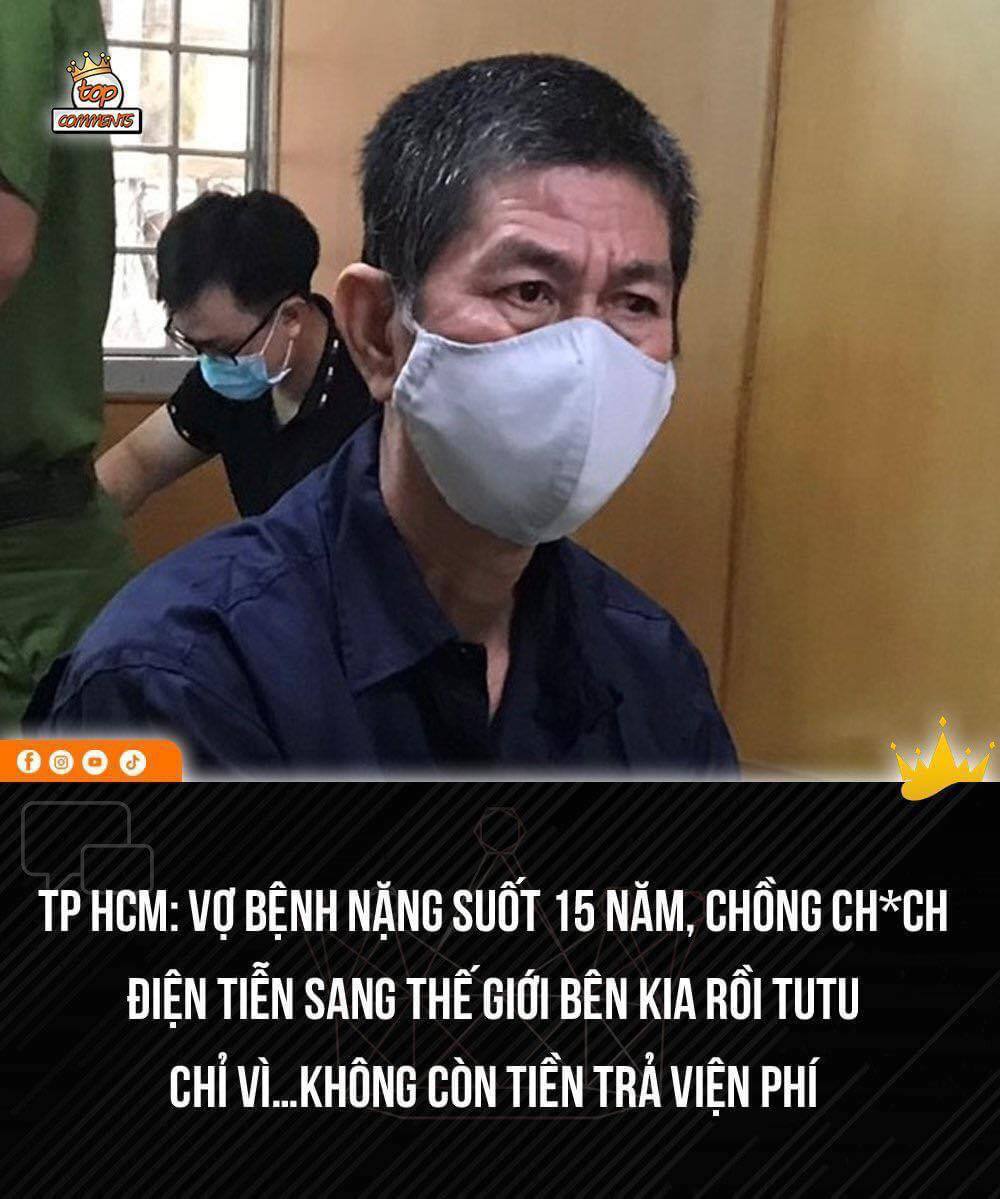 top
COMMENTS
TP HCM: VỢ BỆNH NẶNG SUỐT 15 NĂM, CHỒNG CH*CH
ĐIỆN TIỄN SANG THẾ GIỚI BÊN KIA RỒI TUTU
CHỈ VÌ...KHÔNG CÒN TIỀN TRẢ VIỆN PHÍ